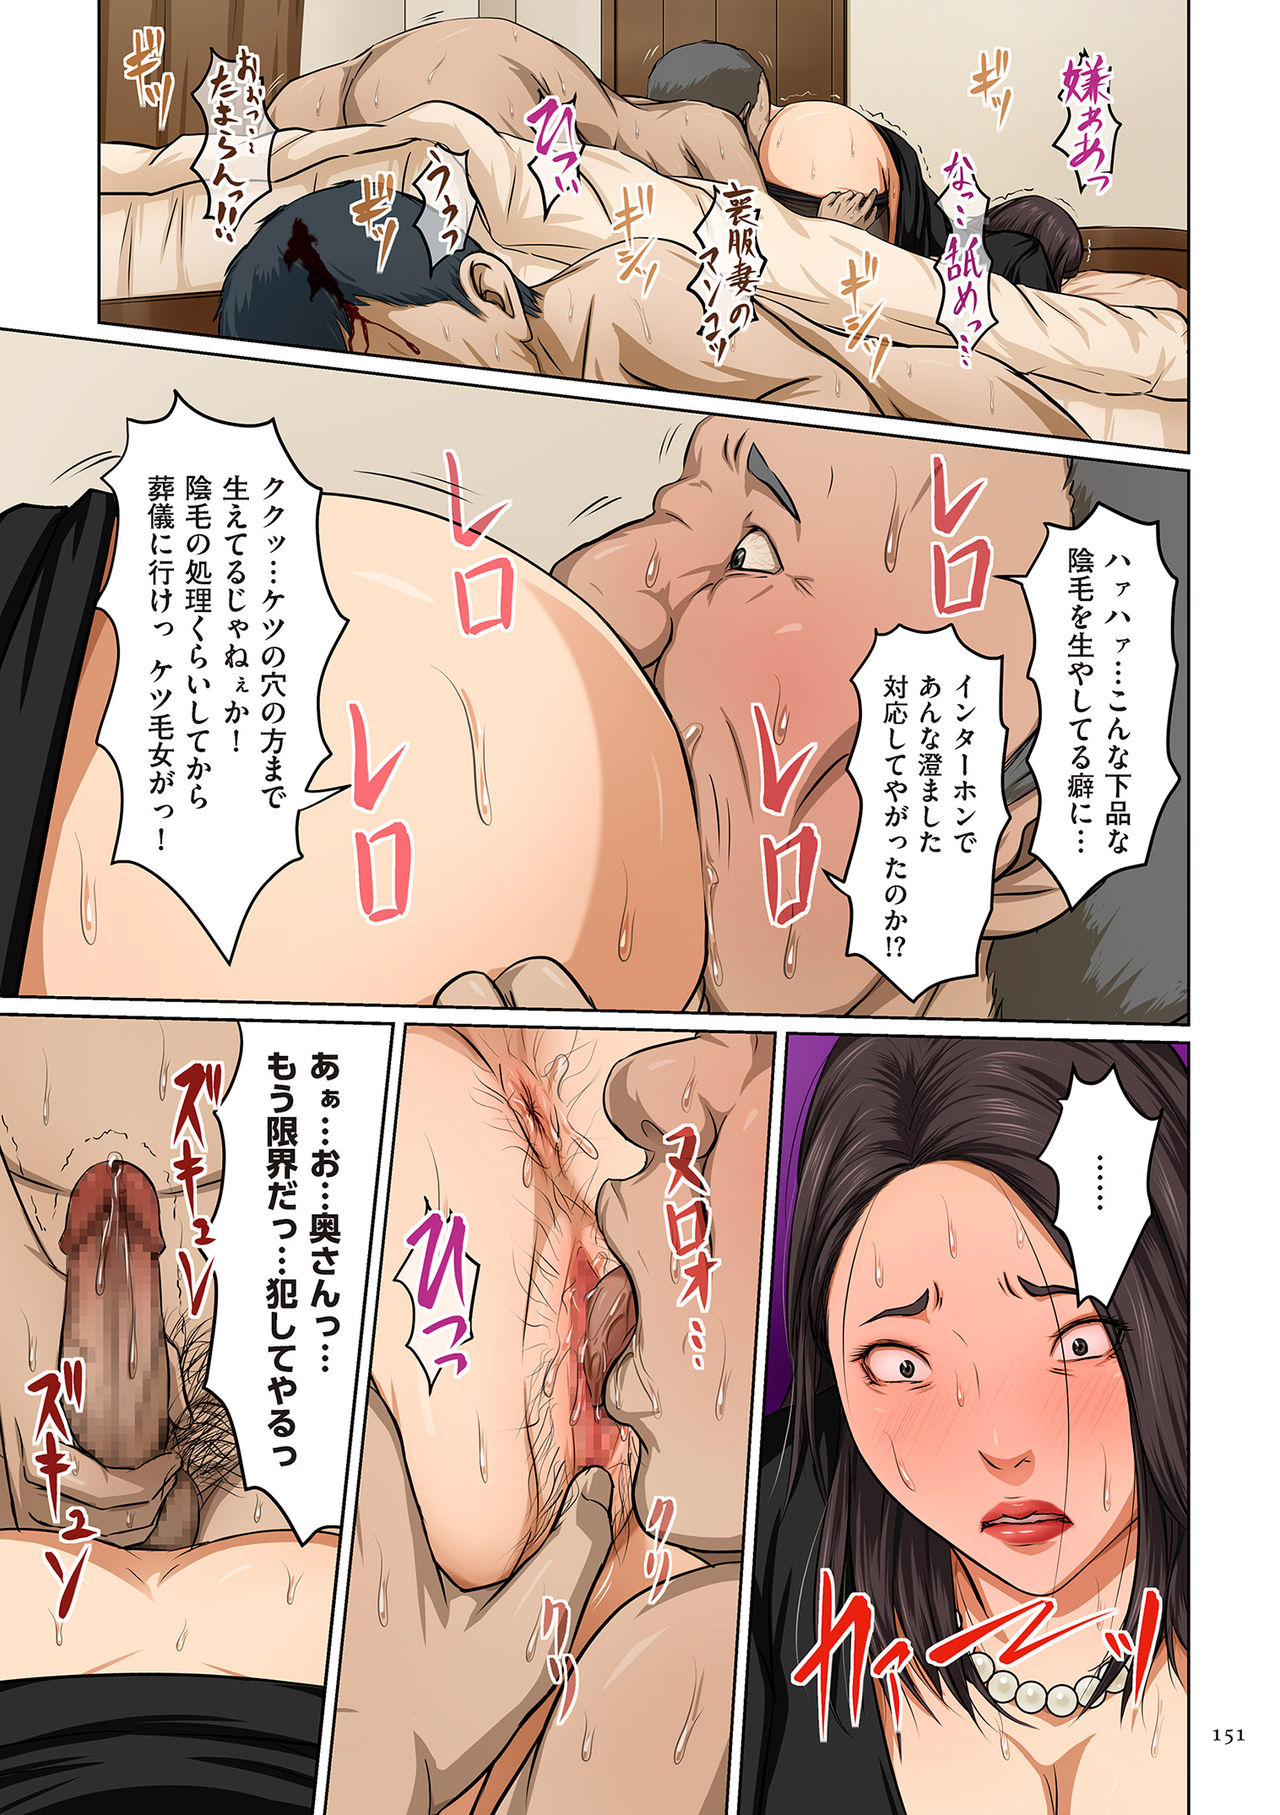 嫌ぁあっ
なっ…舐めっ…
喪服妻の
マンコッ
ひっぃ
うぅっ
おぉっ…
たまらんっ!!
ギシッ
ギシッ
ギシッ
ギシッ
ギシッ
ハァハァ…こんな下品な
陰毛を生やしてる癖に…
インターホンで
あんな澄ました
対応してやがったのか!?
レロ
レロ
レロ
レロ
ククッ…ケツの穴の方まで
生えてるじゃねぇか!
陰毛の処理くらいしてから
葬儀に行けっ ケツ毛女がっ!
……
カァーーッ
ヌロォ…
ひっ
クリ
クリ
あぁ…お…奥さんっ…
もう限界だっ…犯してやるっ
ズキュン
ズキュン
151